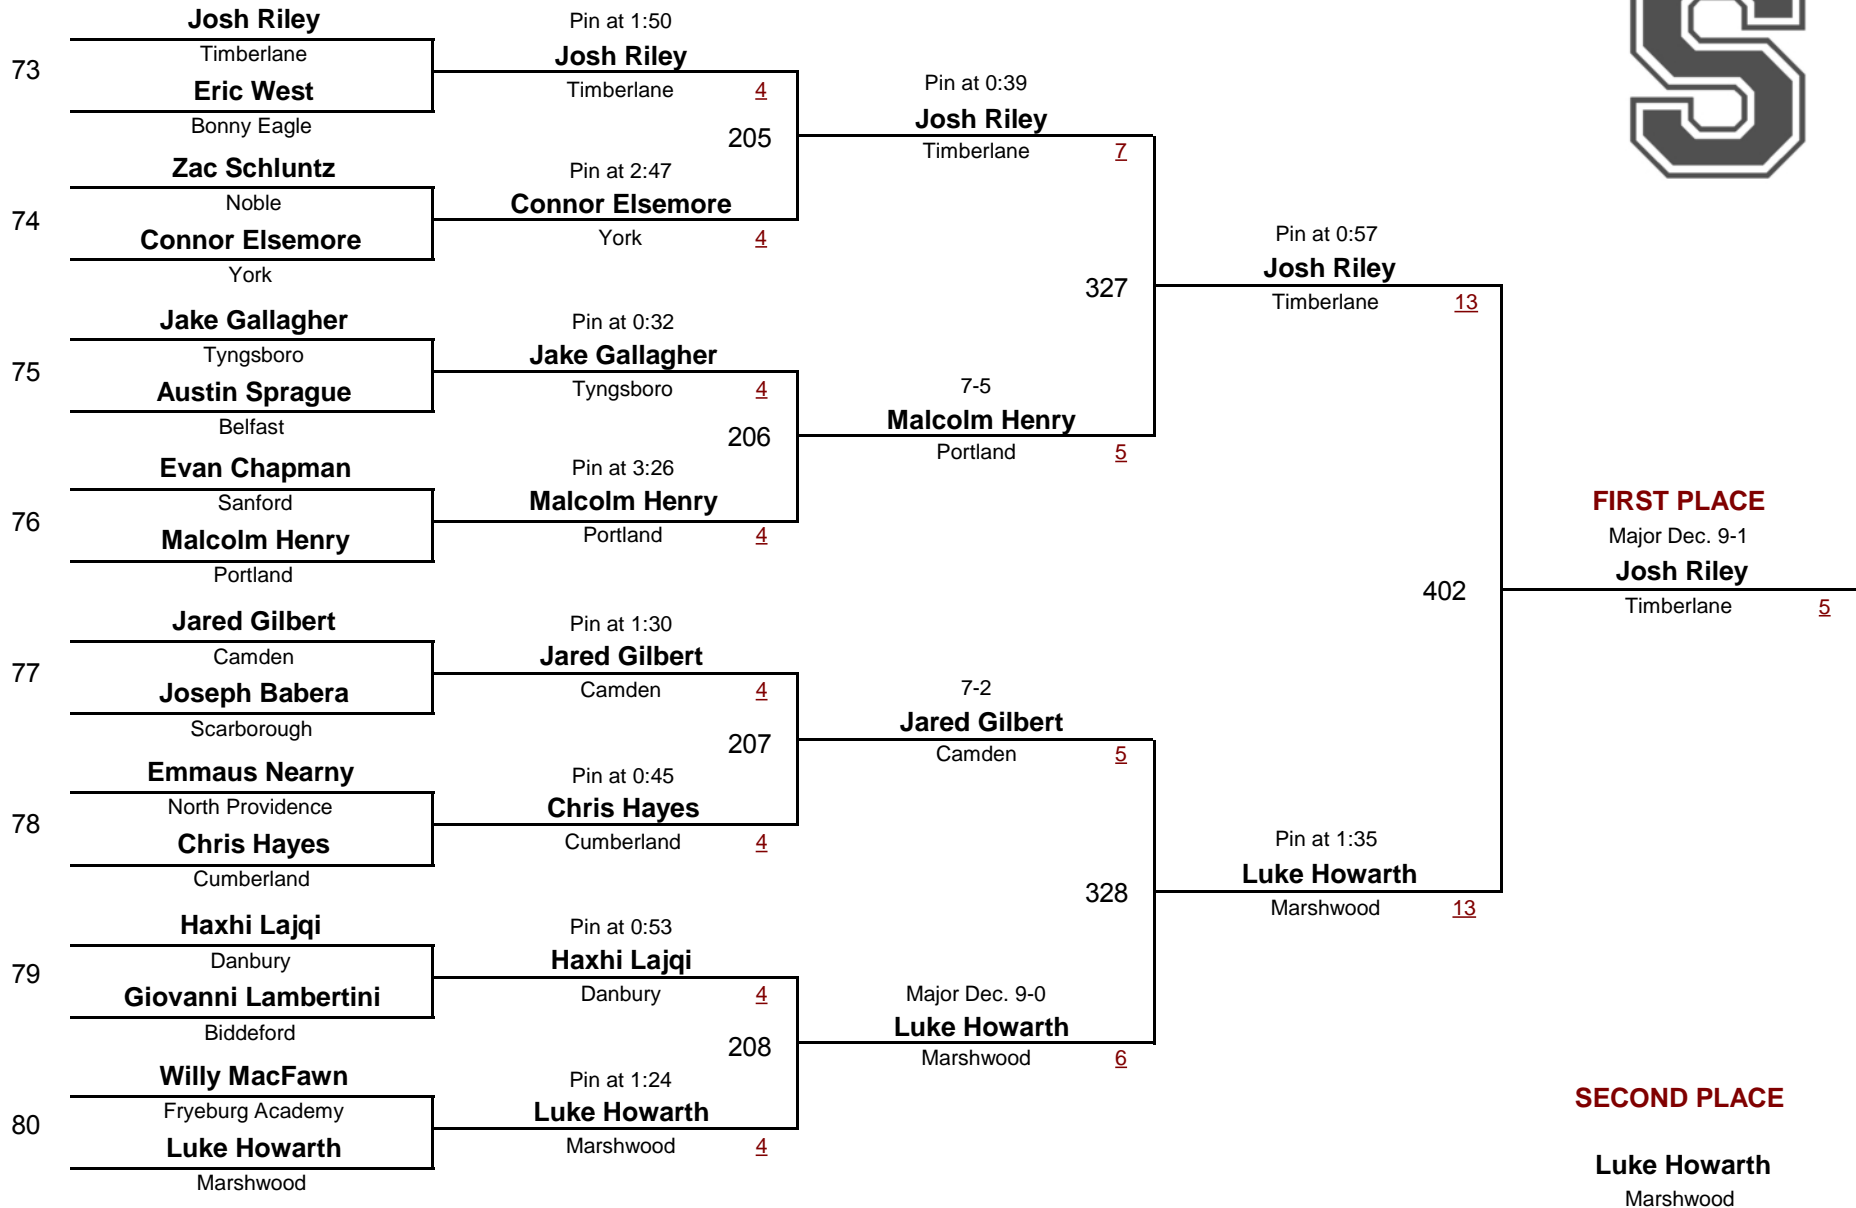 Josh Riley
Timberlane
73
Eric West
Bonny Eagle
Zac Schluntz
Noble
74
Connor Elsemore
York
Jake Gallagher
Tyngsboro
75
Austin Sprague
Belfast
Evan Chapman
Sanford
76
Malcolm Henry
Portland
Jared Gilbert
Camden
77
Joseph Babera
Scarborough
Emmaus Nearny
North Providence
78
Chris Hayes
Cumberland
Haxhi Lajqi
Danbury
79
Giovanni Lambertini
Biddeford
Willy MacFawn
Fryeburg Academy
80
Luke Howarth
Marshwood
Pin at 1:50
Josh Riley
Timberlane 4
205
Pin at 2:47
Connor Elsemore
York 4
Pin at 0:32
Jake Gallagher
Tyngsboro 4
206
Pin at 3:26
Malcolm Henry
Portland 4
Pin at 1:30
Jared Gilbert
Camden 4
207
Pin at 0:45
Chris Hayes
Cumberland 4
Pin at 0:53
Haxhi Lajqi
Danbury 4
208
Pin at 1:24
Luke Howarth
Marshwood 4
Pin at 0:39
Josh Riley
Timberlane 7
327
7-5
Malcolm Henry
Portland 5
7-2
Jared Gilbert
Camden 5
328
Major Dec. 9-0
Luke Howarth
Marshwood 6
Pin at 0:57
Josh Riley
Timberlane 13
402
Pin at 1:35
Luke Howarth
Marshwood 13
S
FIRST PLACE
Major Dec. 9-1
Josh Riley
Timberlane 5
SECOND PLACE
Luke Howarth
Marshwood